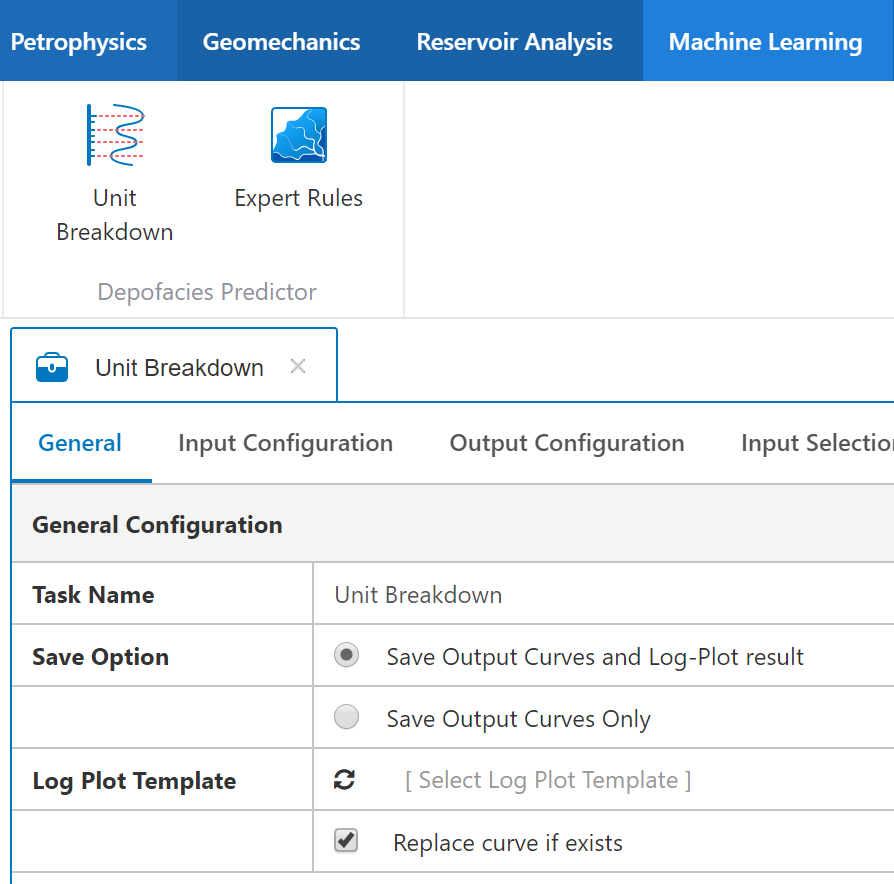 Petrophysics Geomechanics Reservoir Analysis Machine Learning
Unit Expert Rules
Breakdown
Depofacies Predictor
Unit Breakdown
General Input Configuration Output Configuration Input
General Configuration
Task Name Unit Breakdown
Save Option Save Output Curves and Log-Plot result
Save Output Curves Only
Log Plot Template [ Select Log Plot Template ]
Replace curve if exists